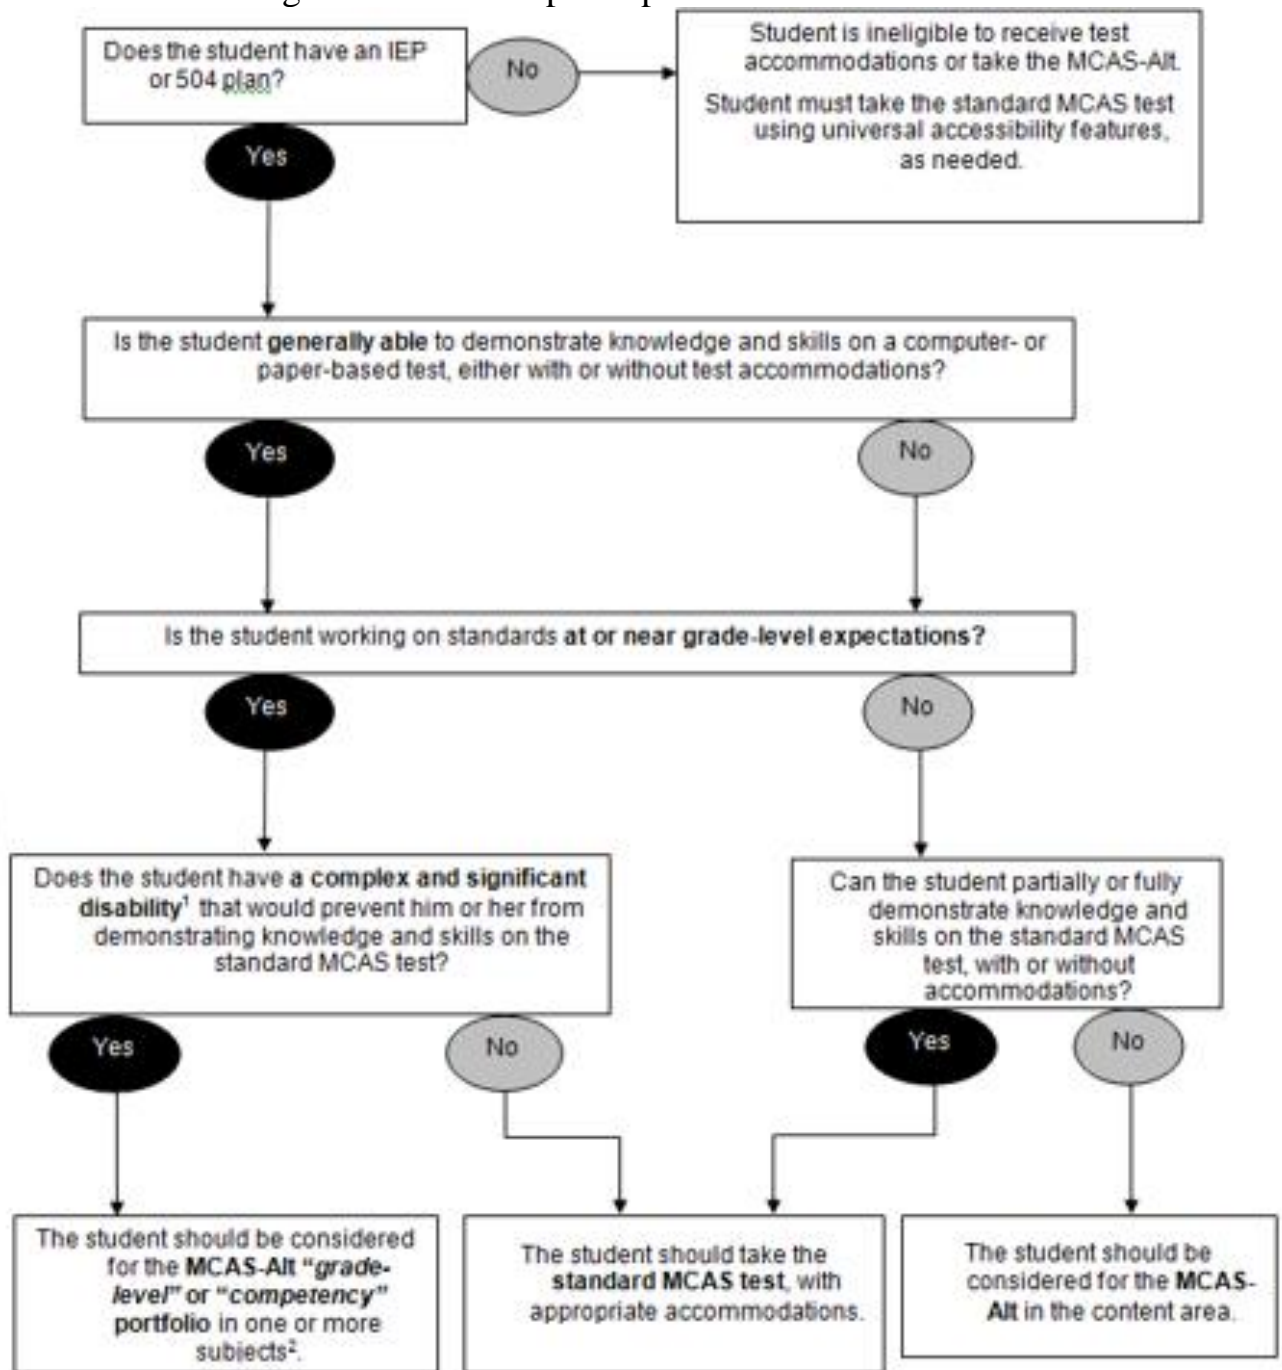 Does the student have an IEP
or 504 plan?
No
Student is ineligible to receive test
accommodations or take the MCAS-Alt.
Student must take the standard MCAS test
using universal accessibility features,
as needed.
Yes
Is the student generally able to demonstrate knowledge and skills on a computer- or
paper-based test, either with or without test accommodations?
Yes
No
Is the student working on standards at or near grade-level expectations?
Yes
No
Does the student have a complex and significant
disability¹ that would prevent him or her from
demonstrating knowledge and skills on the
standard MCAS test?
Can the student partially or fully
demonstrate knowledge and
skills on the standard MCAS
test, with or without
accommodations?
Yes
No
Yes
No
The student should be considered
for the MCAS-Alt “grade-
level” or “competency”
portfolio in one or more
subjects².
The student should take the
standard MCAS test, with
appropriate accommodations.
The student should be
considered for the MCAS-
Alt in the content area.